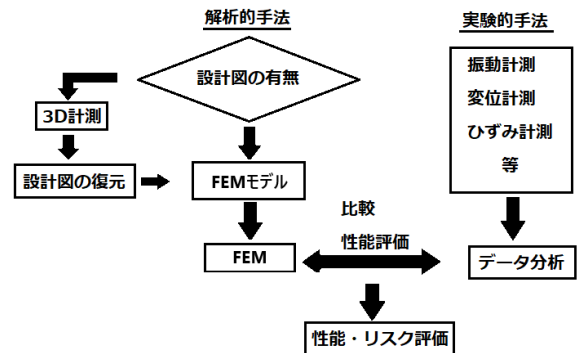 解析的手法
実験的手法
設計図の有無
3D計測
設計図の復元
FEMモデル
FEM
振動計測
変位計測
ひずみ計測
等
比較
性能評価
データ分析
性能・リスク評価